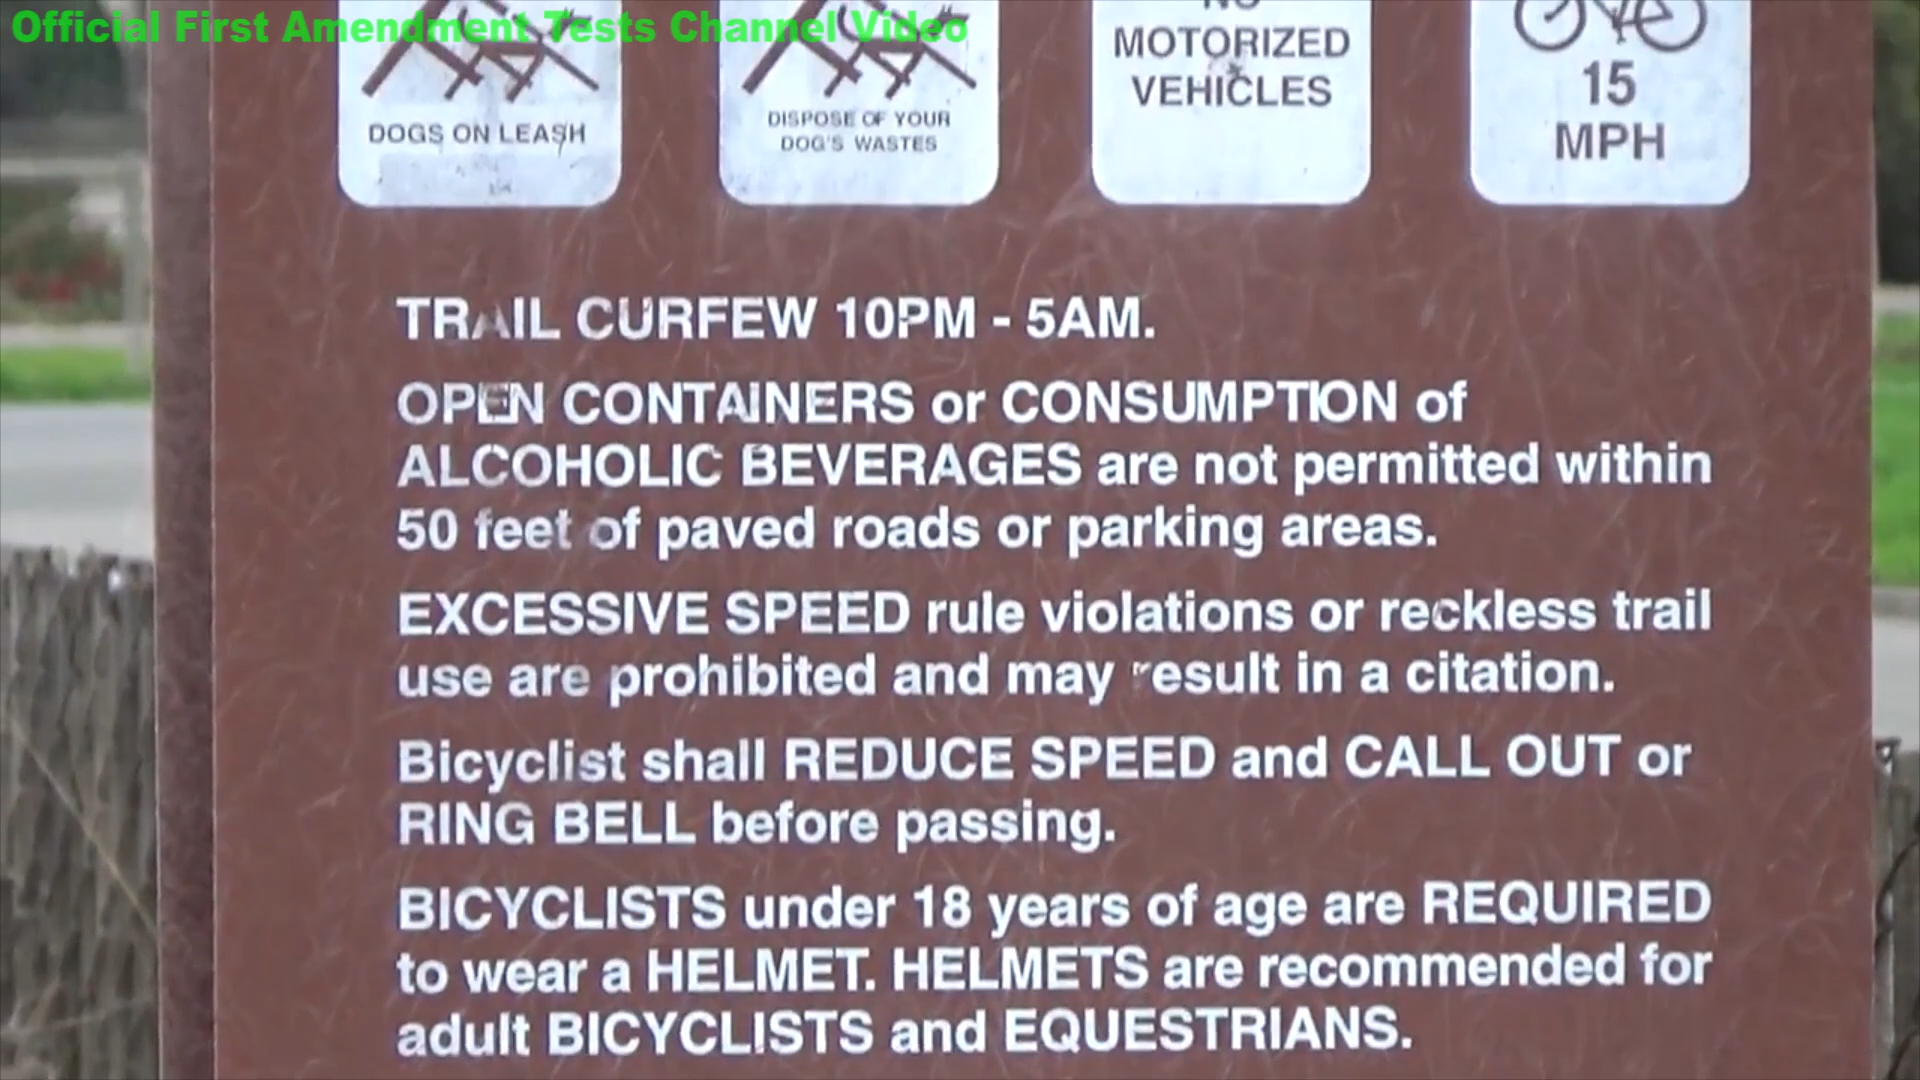 Official First Amendment Tests Channel Video
DOGS ON LEASH
DISPOSE OF YOUR
DOG'S WASTES
NO
MOTORIZED
VEHICLES
15
MPH
TRAIL CURFEW 10PM - 5AM.
OPEN CONTAINERS or CONSUMPTION of
ALCOHOLIC BEVERAGES are not permitted within
50 feet of paved roads or parking areas.
EXCESSIVE SPEED rule violations or reckless trail
use are prohibited and may result in a citation.
Bicyclist shall REDUCE SPEED and CALL OUT or
RING BELL before passing.
BICYCLISTS under 18 years of age are REQUIRED
to wear a HELMET. HELMETS are recommended for
adult BICYCLISTS and EQUESTRIANS.